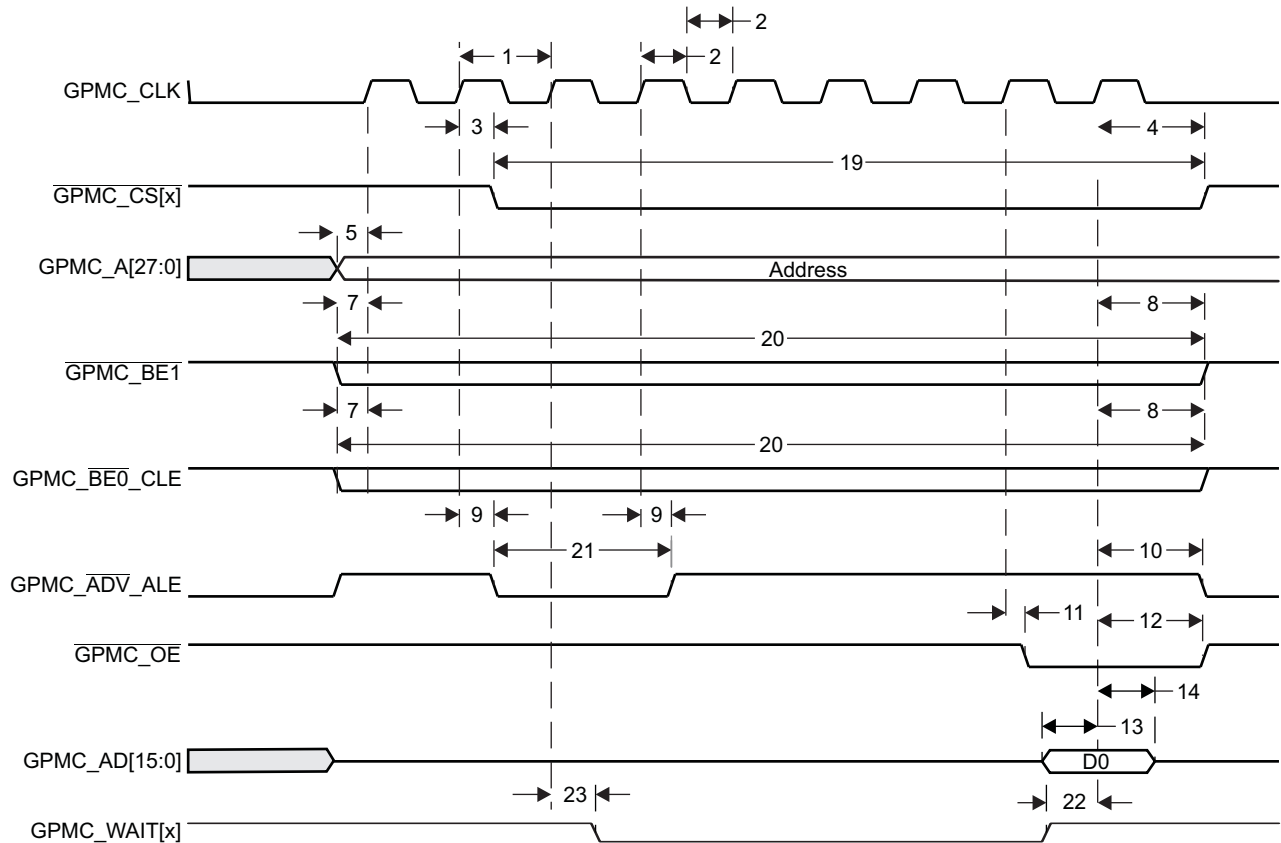 2
1
2
GPMC_CLK
3
4
19
GPMC_CS[x]
5
GPMC_A[27:0]
Address
7
8
20
GPMC_BE1
7
8
20
GPMC_BE0_CLE
9
9
21
10
GPMC_ADV_ALE
11
12
GPMC_OE
14
13
GPMC_AD[15:0]
D0
23
22
GPMC_WAIT[x]